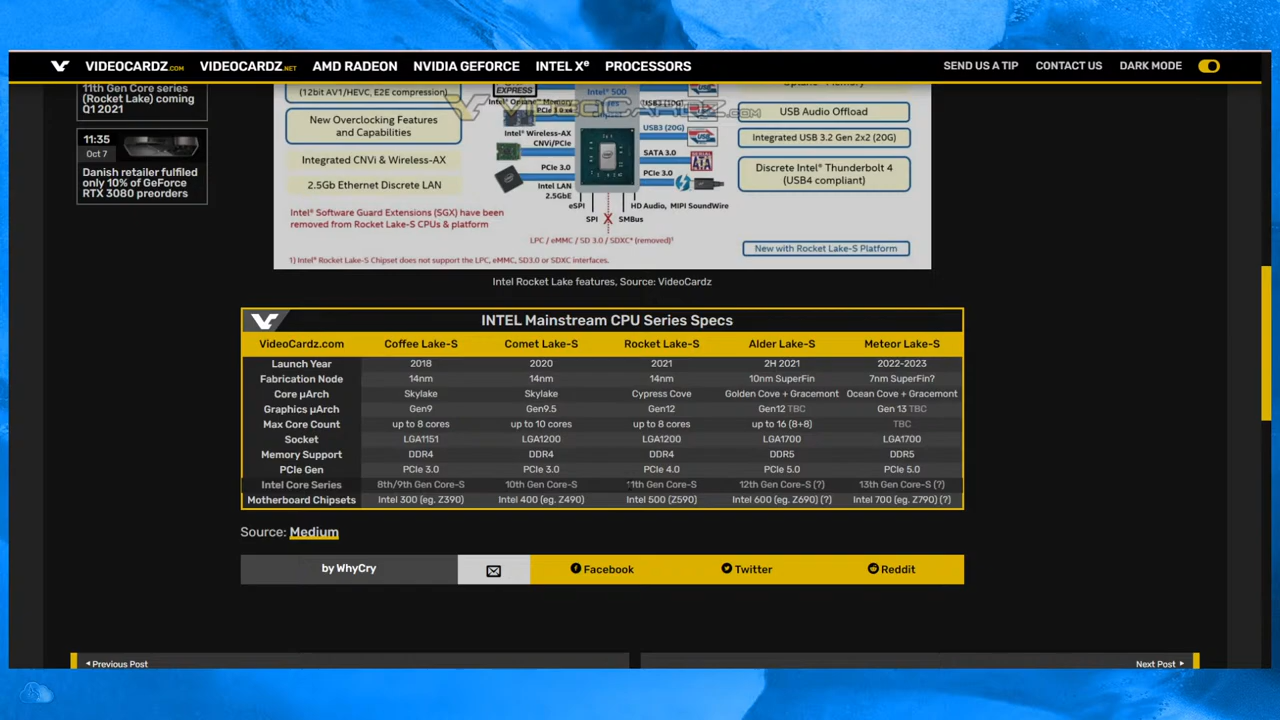 VIDEOCARDZ.COM VIDEOCARDZ.NET AMD RADEON NVIDIA GEFORCE INTEL Xe PROCESSORS SEND US A TIP CONTACT US DARK MODE
11th Gen Core series
(Rocket Lake) coming
Q1 2021
11:35
Oct 7
Danish retailer fulfiled
only 10% of GeForce
RTX 3080 preorders
(12bit AV1/HEVC, E2E compression)
New Overclocking Features
and Capabilities
Integrated CNVi & Wireless-AX
2.5Gb Ethernet Discrete LAN
Intel® Software Guard Extensions (SGX) have been
removed from Rocket Lake-S CPUs & platform
EXPRESS
Intel® Optane™ Memory
PCIe 3.0 x4
Intel® Wireless-AX
CNVi/PCIe
PCIe 3.0
Intel LAN
2.5GbE
eSPI
SPI
SMBus
HD Audio, MIPI SoundWire
Intel® 500
VIDEOCARDZ.COM
USB3 (10G)
USB3 (20G)
SATA 3.0
SATA
PCIe 3.0
LPC / eMMC / SD 3.0 / SDXC* (removed)¹
USB Audio Offload
Integrated USB 3.2 Gen 2x2 (20G)
Discrete Intel® Thunderbolt 4
(USB4 compliant)
New with Rocket Lake-S Platform
1) Intel® Rocket Lake-S Chipset does not support the LPC, eMMC, SD3.0 or SDXC interfaces.
Intel Rocket Lake features, Source: VideoCardz
INTEL Mainstream CPU Series Specs
VideoCardz.com Coffee Lake-S Comet Lake-S Rocket Lake-S Alder Lake-S Meteor Lake-S
Launch Year 2018 2020 2021 2H 2021 2022-2023
Fabrication Node 14nm 14nm 14nm 10nm SuperFin 7nm SuperFin?
Core µArch Skylake Skylake Cypress Cove Golden Cove + Gracemont Ocean Cove + Gracemont
Graphics µArch Gen9 Gen9.5 Gen12 Gen12 TBC Gen 13 TBC
Max Core Count up to 8 cores up to 10 cores up to 8 cores up to 16 (8+8) TBC
Socket LGA1151 LGA1200 LGA1200 LGA1700 LGA1700
Memory Support DDR4 DDR4 DDR4 DDR5 DDR5
PCIe Gen PCIe 3.0 PCIe 3.0 PCIe 4.0 PCIe 5.0 PCIe 5.0
Intel Core Series 8th/9th Gen Core-S 10th Gen Core-S 11th Gen Core-S 12th Gen Core-S (?) 13th Gen Core-S (?)
Motherboard Chipsets Intel 300 (eg. Z390) Intel 400 (eg. Z490) Intel 500 (Z590) Intel 600 (eg. Z690) (?) Intel 700 (eg. Z790) (?)
Source: Medium
by WhyCry Facebook Twitter Reddit
Previous Post Next Post